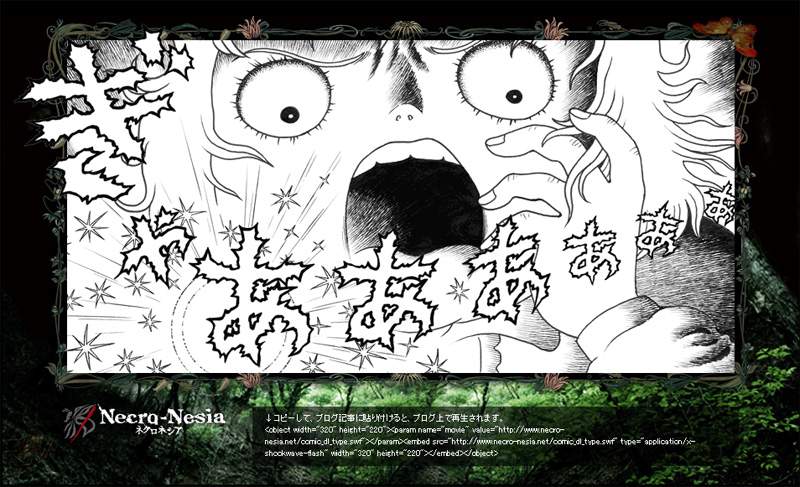 ぎゃああああああ
Necro-Nesia
ネクロネシア
↓コピーして、ブログ記事に貼り付けると、ブログ上で再生されます。
<object width="320" height="220"><param name="movie" value="http://www.necro-
nesia.net/comic_dl_type.swf"></param><embed src="http://www.necro-nesia.net/comic_dl_type.swf" type="application/x-
shockwave-flash" width="320" height="220"></embed></object>